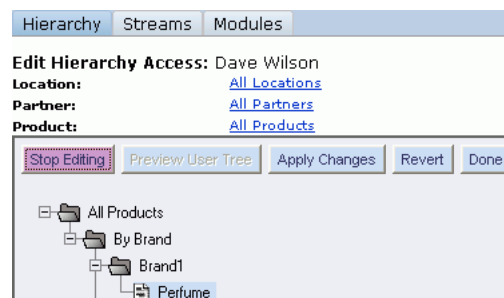 Hierarchy Streams Modules
Edit Hierarchy Access: Dave Wilson
Location: All Locations
Partner: All Partners
Product: All Products
Stop Editing Preview User Tree Apply Changes Revert Done
All Products
By Brand
Brand1
Perfume